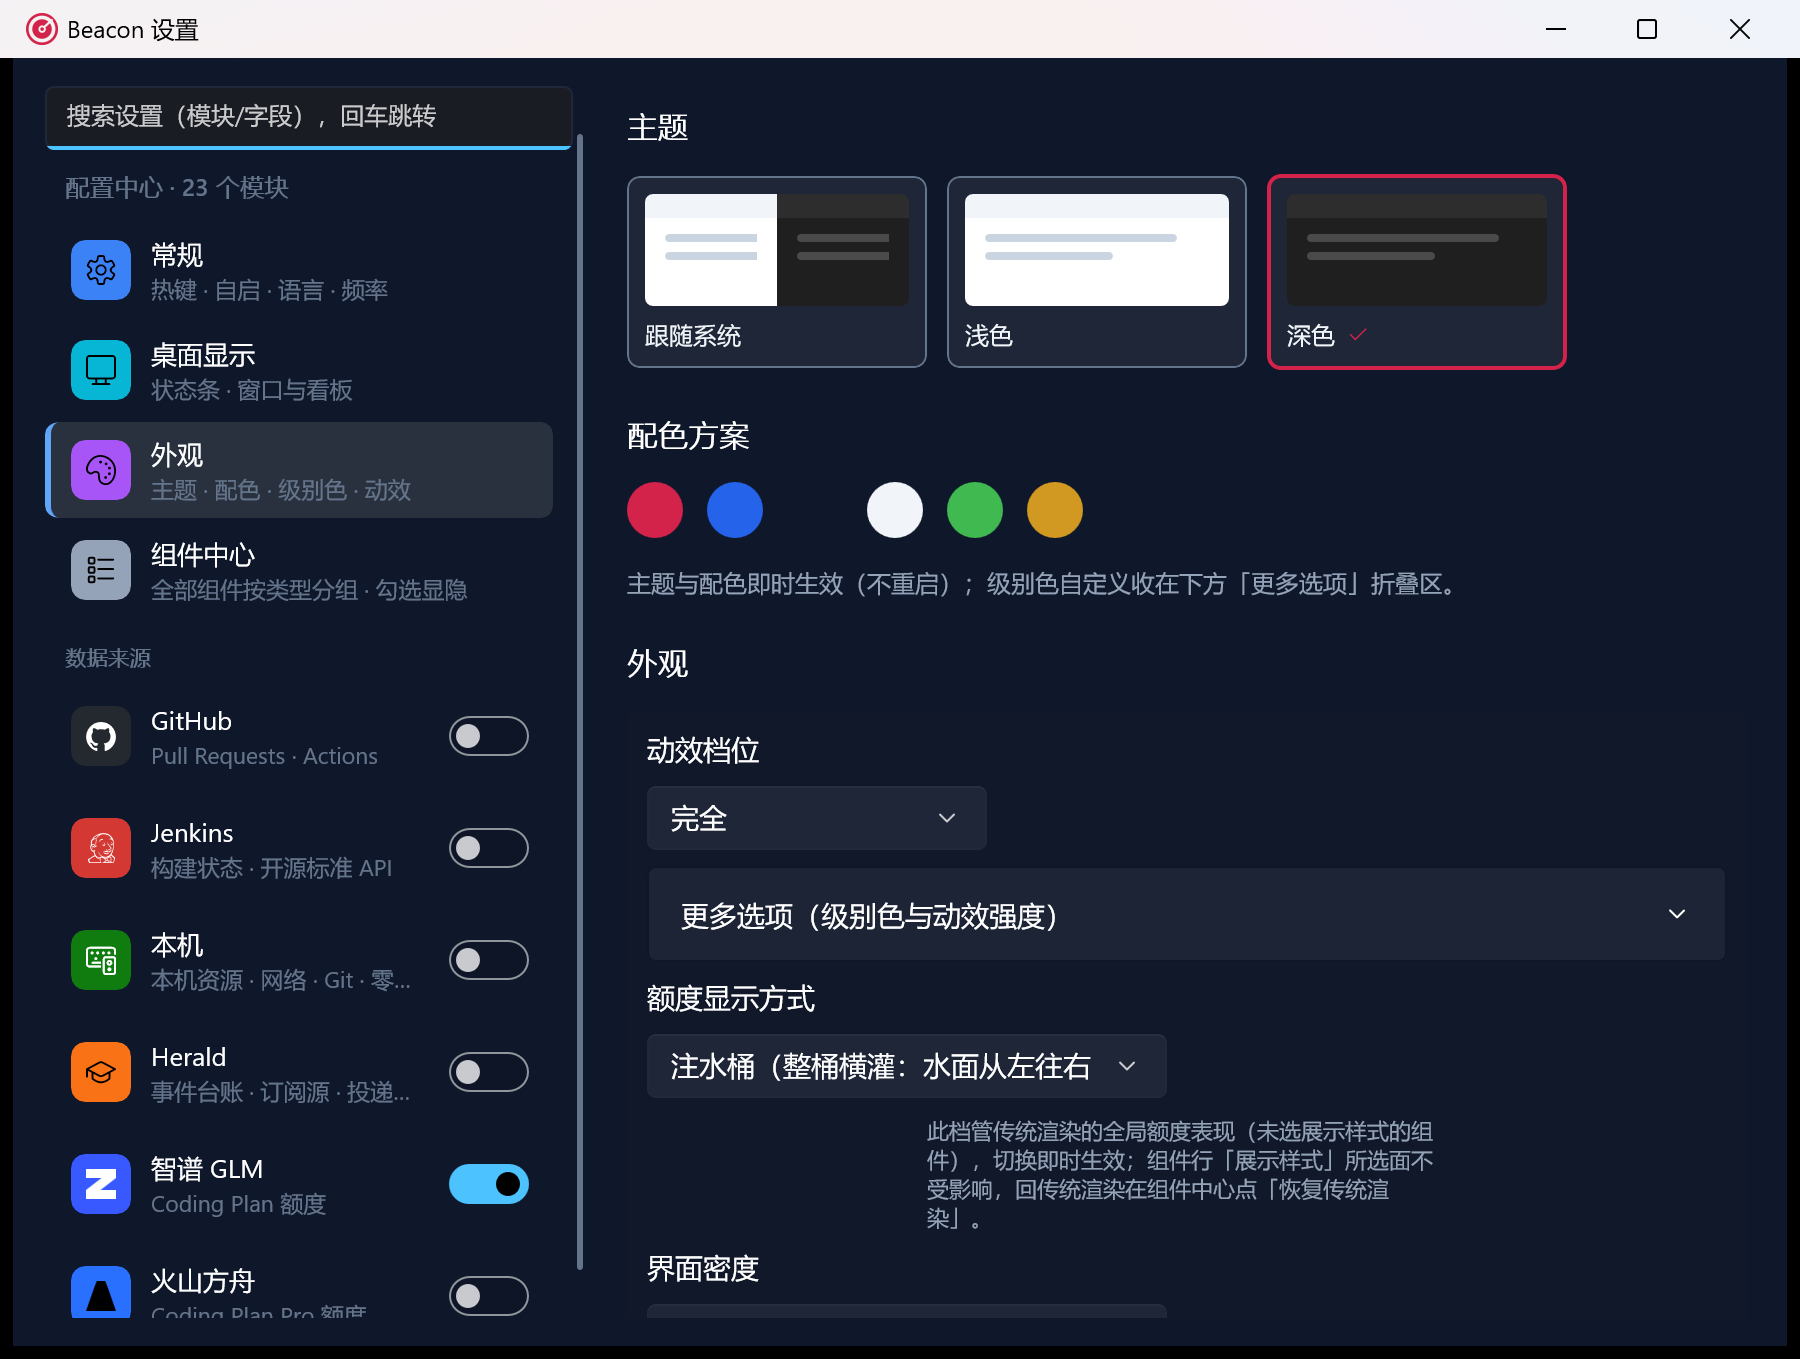 Beacon 设置
搜索设置（模块/字段），回车跳转
配置中心 · 23 个模块
常规
热键 · 自启 · 语言 · 频率
桌面显示
状态条 · 窗口与看板
外观
主题 · 配色 · 级别色 · 动效
组件中心
全部组件按类型分组 · 勾选显隐
数据来源
GitHub
Pull Requests · Actions
Jenkins
构建状态 · 开源标准 API
本机
本机资源 · 网络 · Git · 零...
Herald
事件台账 · 订阅源 · 投递...
智谱 GLM
Coding Plan 额度
火山方舟
Coding Plan Pro 额度
主题
跟随系统
浅色
深色
配色方案
主题与配色即时生效（不重启）；级别色自定义收在下方「更多选项」折叠区。
外观
动效档位
完全
更多选项（级别色与动效强度）
额度显示方式
注水桶（整桶横灌：水面从左往右
此档管传统渲染的全局额度表现（未选展示样式的组
件），切换即时生效；组件行「展示样式」所选面不
受影响，回传统渲染在组件中心点「恢复传统渲
染」。
界面密度